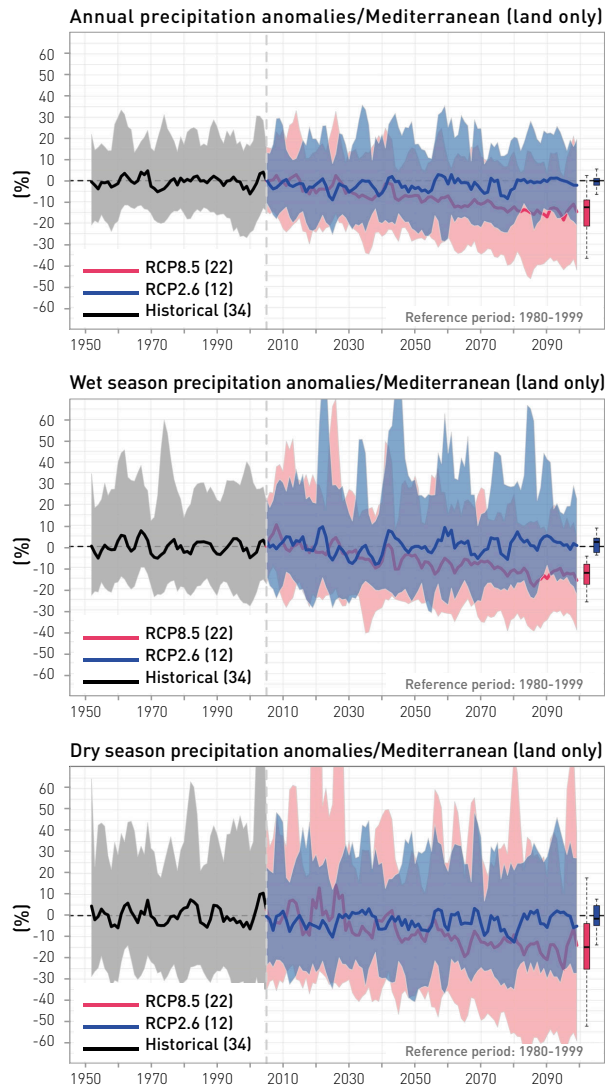 Annual precipitation anomalies/Mediterranean (land only)
60
50
40
30
20
10
0
-10
-20
-30
-40
-50
-60
(%)
RCP8.5 (22)
RCP2.6 (12)
Historical (34)
Reference period: 1980-1999
1950 1970 1990 2010 2030 2050 2070 2090
Wet season precipitation anomalies/Mediterranean (land only)
60
50
40
30
20
10
0
-10
-20
-30
-40
-50
-60
(%)
RCP8.5 (22)
RCP2.6 (12)
Historical (34)
Reference period: 1980-1999
1950 1970 1990 2010 2030 2050 2070 2090
Dry season precipitation anomalies/Mediterranean (land only)
60
50
40
30
20
10
0
-10
-20
-30
-40
-50
-60
(%)
RCP8.5 (22)
RCP2.6 (12)
Historical (34)
Reference period: 1980-1999
1950 1970 1990 2010 2030 2050 2070 2090